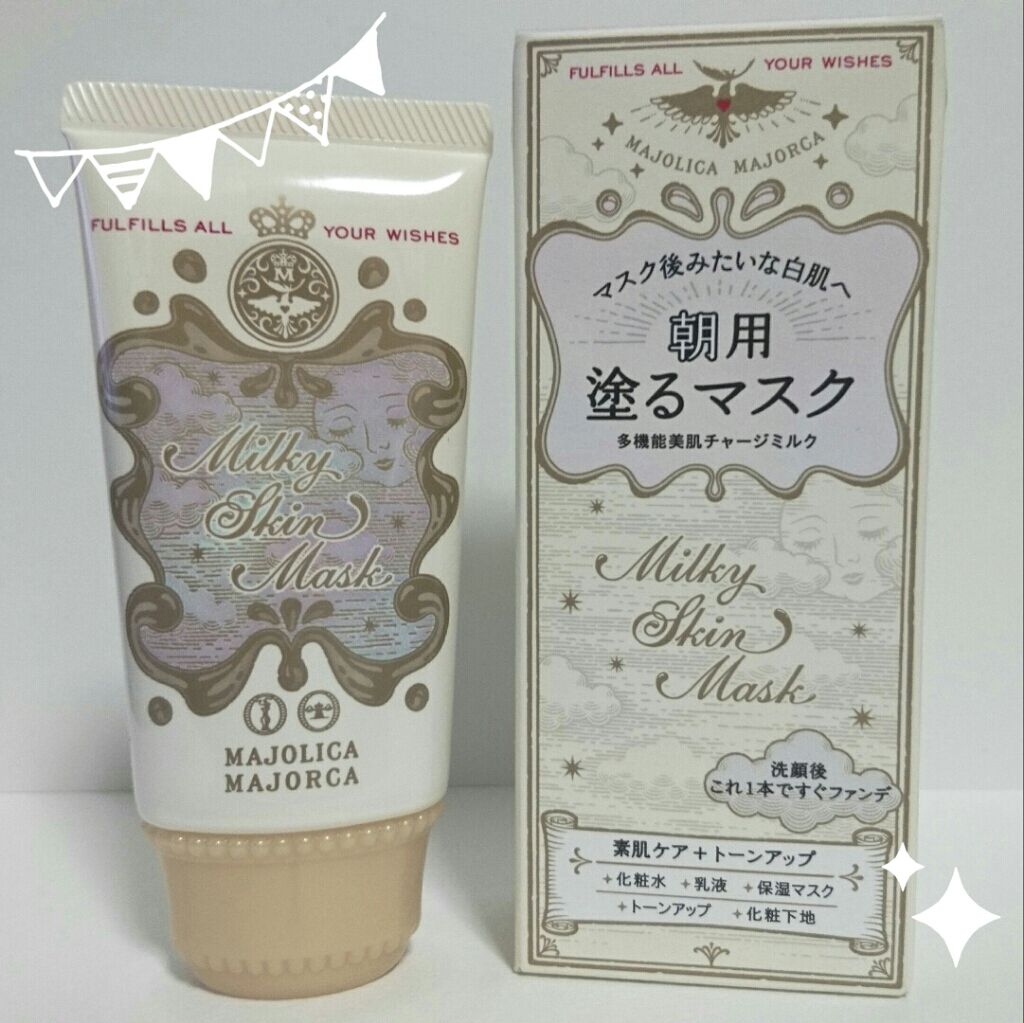 FULFILLS ALL YOUR WISHES
M
Milky
Skin
Mask
MAJOLICA
MAJORCA
FULFILLS ALL YOUR WISHES
MAJOLICA MAJORCA
マスク後みたいな白肌へ
朝用
塗るマスク
多機能美肌チャージミルク
Milky
Skin
Mask
洗顔後
これ1本ですぐファンデ
素肌ケア+トーンアップ
+化粧水 +乳液 +保湿マスク
+トーンアップ +化粧下地